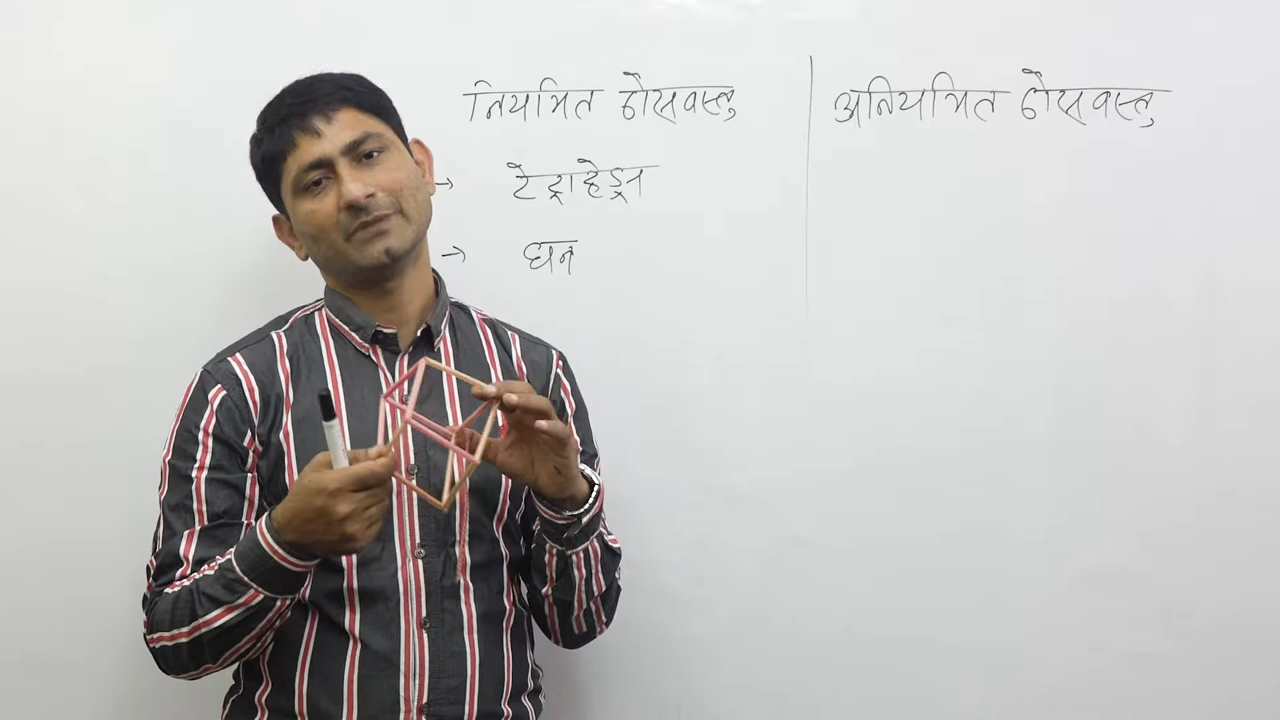 नियमित ठोसवस्तु
अनियमित ठोसवस्तु
→ टेट्राहेड्रन
→ घन